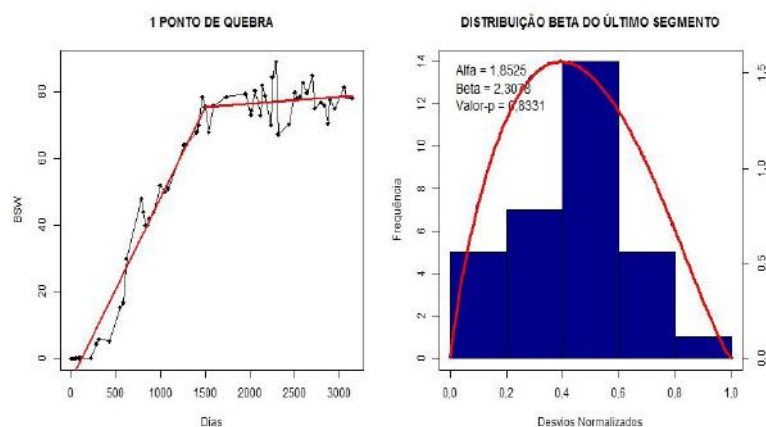 1 PONTO DE QUEBRA
BSW
80
60
40
20
0
0 500 1000 1500 2000 2500 3000
Dias
DISTRIBUIÇÃO BETA DO ÚLTIMO SEGMENTO
Alfa = 1,8525
Beta = 2,3078
Valor-p = 0,8331
Frequência
14
12
10
8
6
4
2
0
1.5
1.0
0.5
0.0
0,0 0,2 0,4 0,6 0,8 1,0
Desvios Normalizados